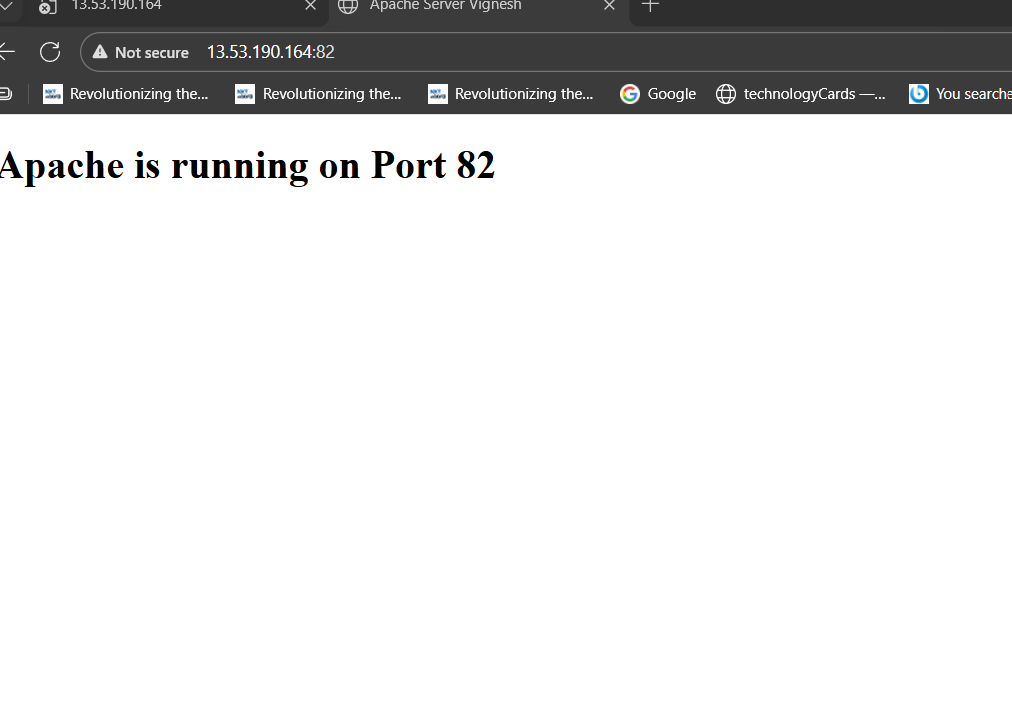 13.53.190.164
Apache Server Vignesh
Not secure 13.53.190.164:82
Revolutionizing the... Revolutionizing the... Revolutionizing the... Google technologyCards —... You searche
Apache is running on Port 82